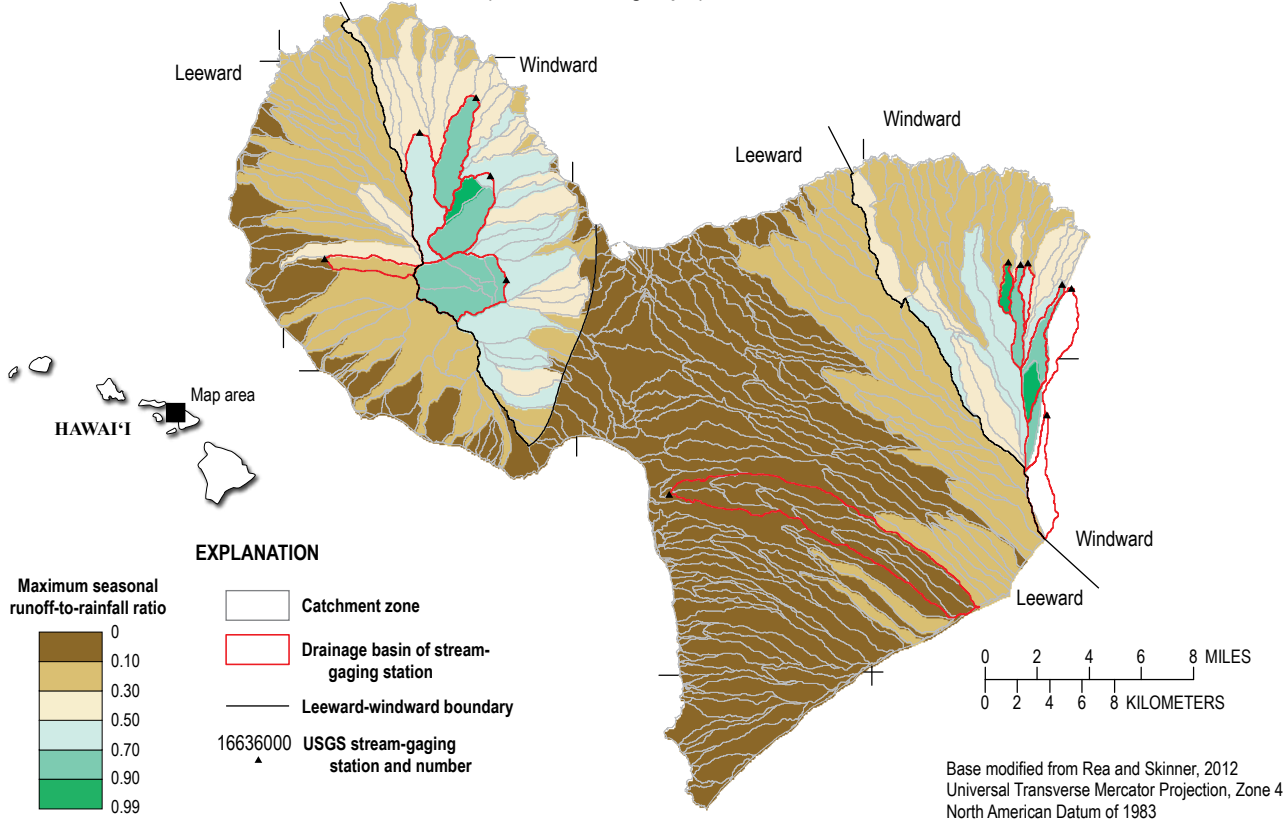 Leeward
Windward
Windward
Leeward
Map area
HAWAI‘I
Windward
Leeward
EXPLANATION
Maximum seasonal
runoff-to-rainfall ratio
0
0.10
0.30
0.50
0.70
0.90
0.99
Catchment zone
Drainage basin of stream-
gaging station
Leeward-windward boundary
16636000 USGS stream-gaging
station and number
0 2 4 6 8 MILES
0 2 4 6 8 KILOMETERS
Base modified from Rea and Skinner, 2012
Universal Transverse Mercator Projection, Zone 4
North American Datum of 1983